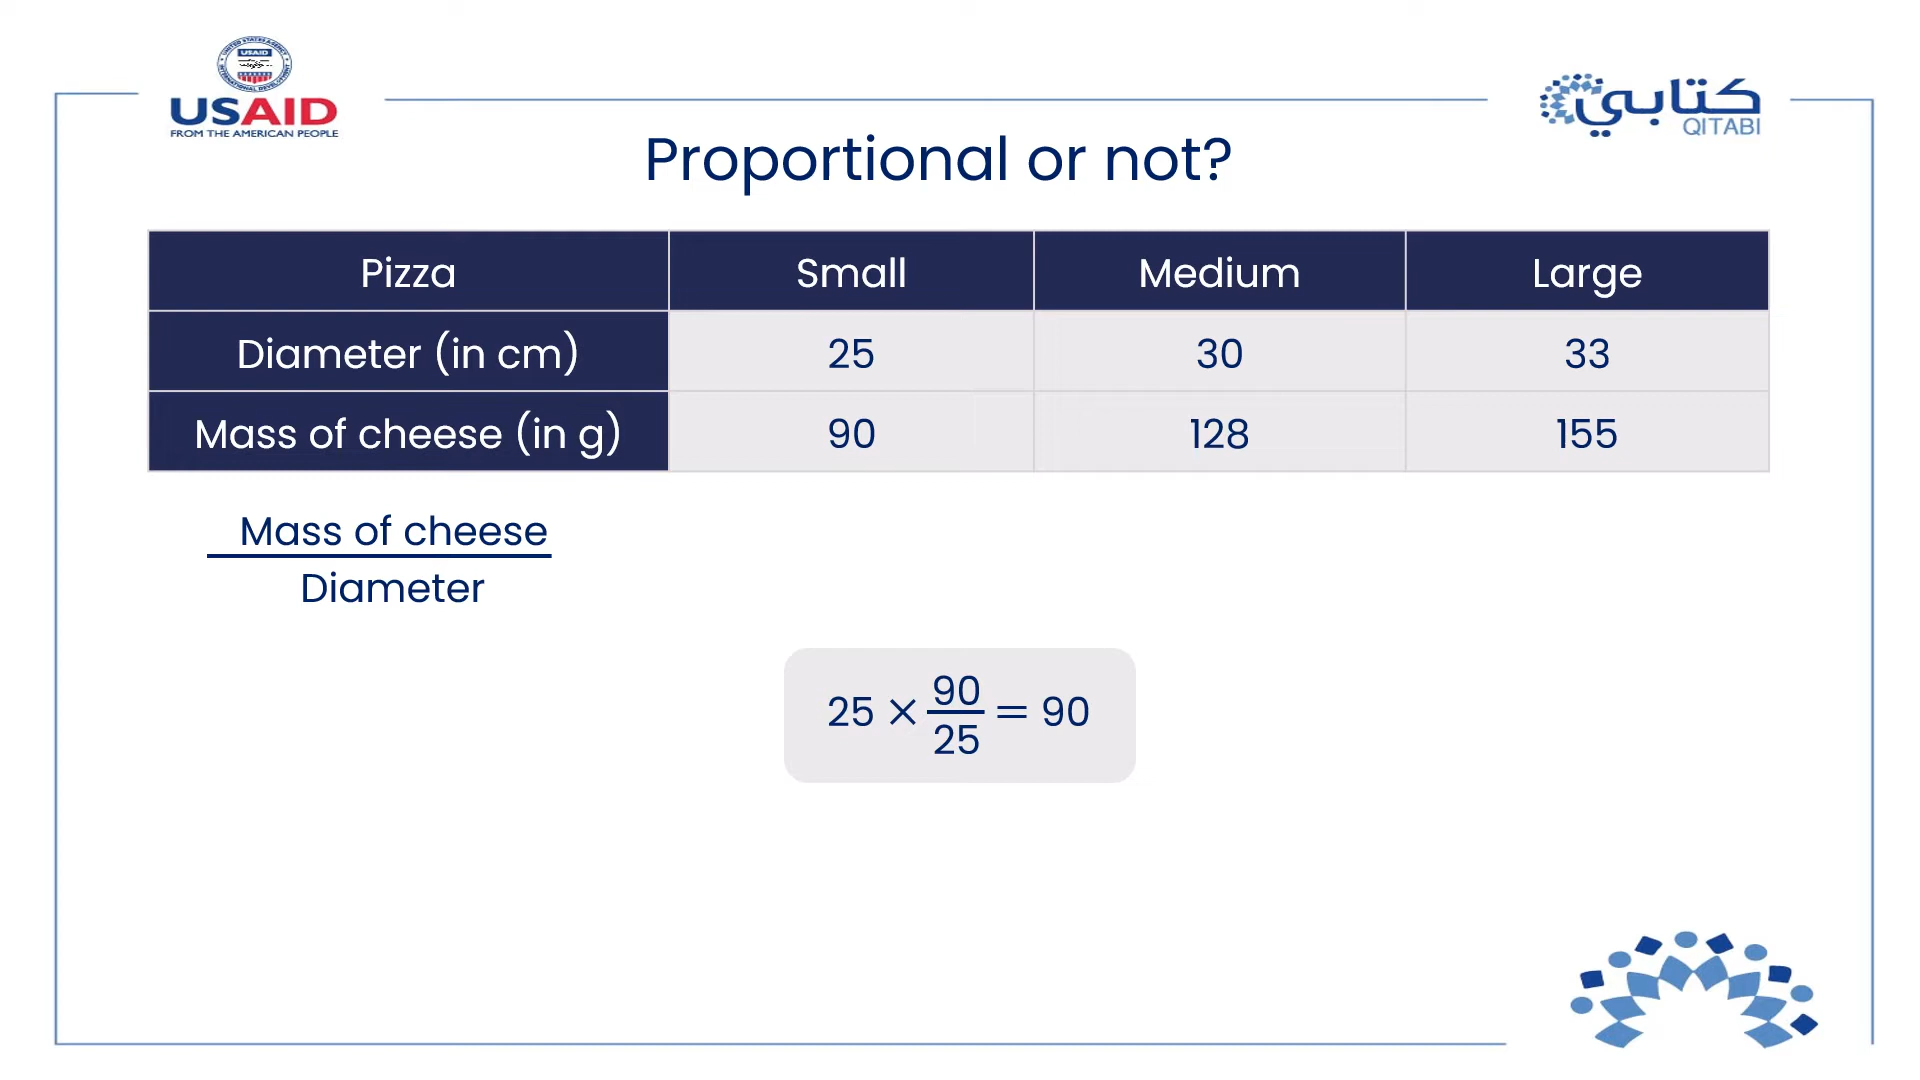 USAID
FROM THE AMERICAN PEOPLE
كتابي
QITABI
Proportional or not?
Pizza Small Medium Large
Diameter (in cm) 25 30 33
Mass of cheese (in g) 90 128 155
Mass of cheese
Diameter
25 × 90/25 = 90